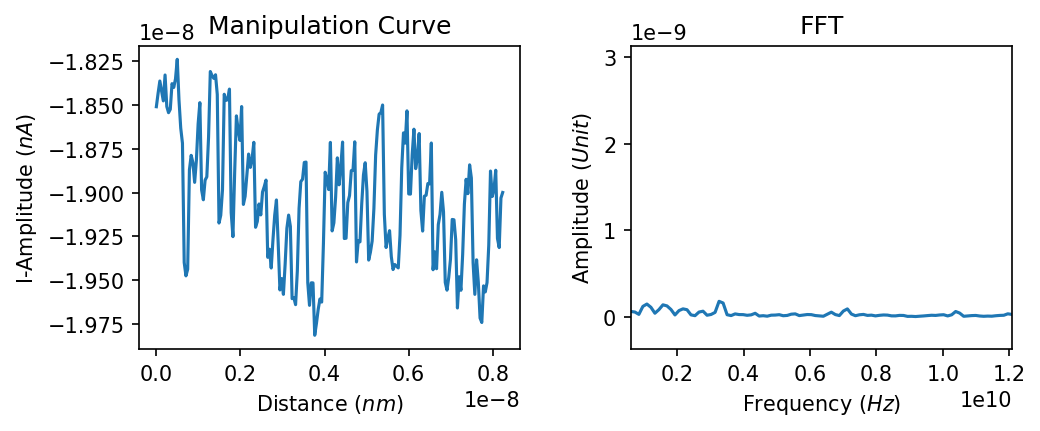 Manipulation Curve
1e−8
−1.825
−1.850
−1.875
−1.900
−1.925
−1.950
−1.975
I-Amplitude (nA)
0.0 0.2 0.4 0.6 0.8
1e−8
Distance (nm)
FFT
1e−9
3
2
1
0
Amplitude (Unit)
0.2 0.4 0.6 0.8 1.0 1.2
1e10
Frequency (Hz)